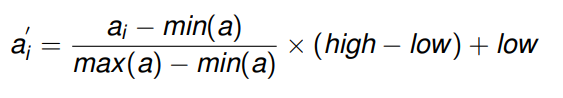 a'ᵢ = (aᵢ – min(a)) / (max(a) – min(a)) × (high – low) + low